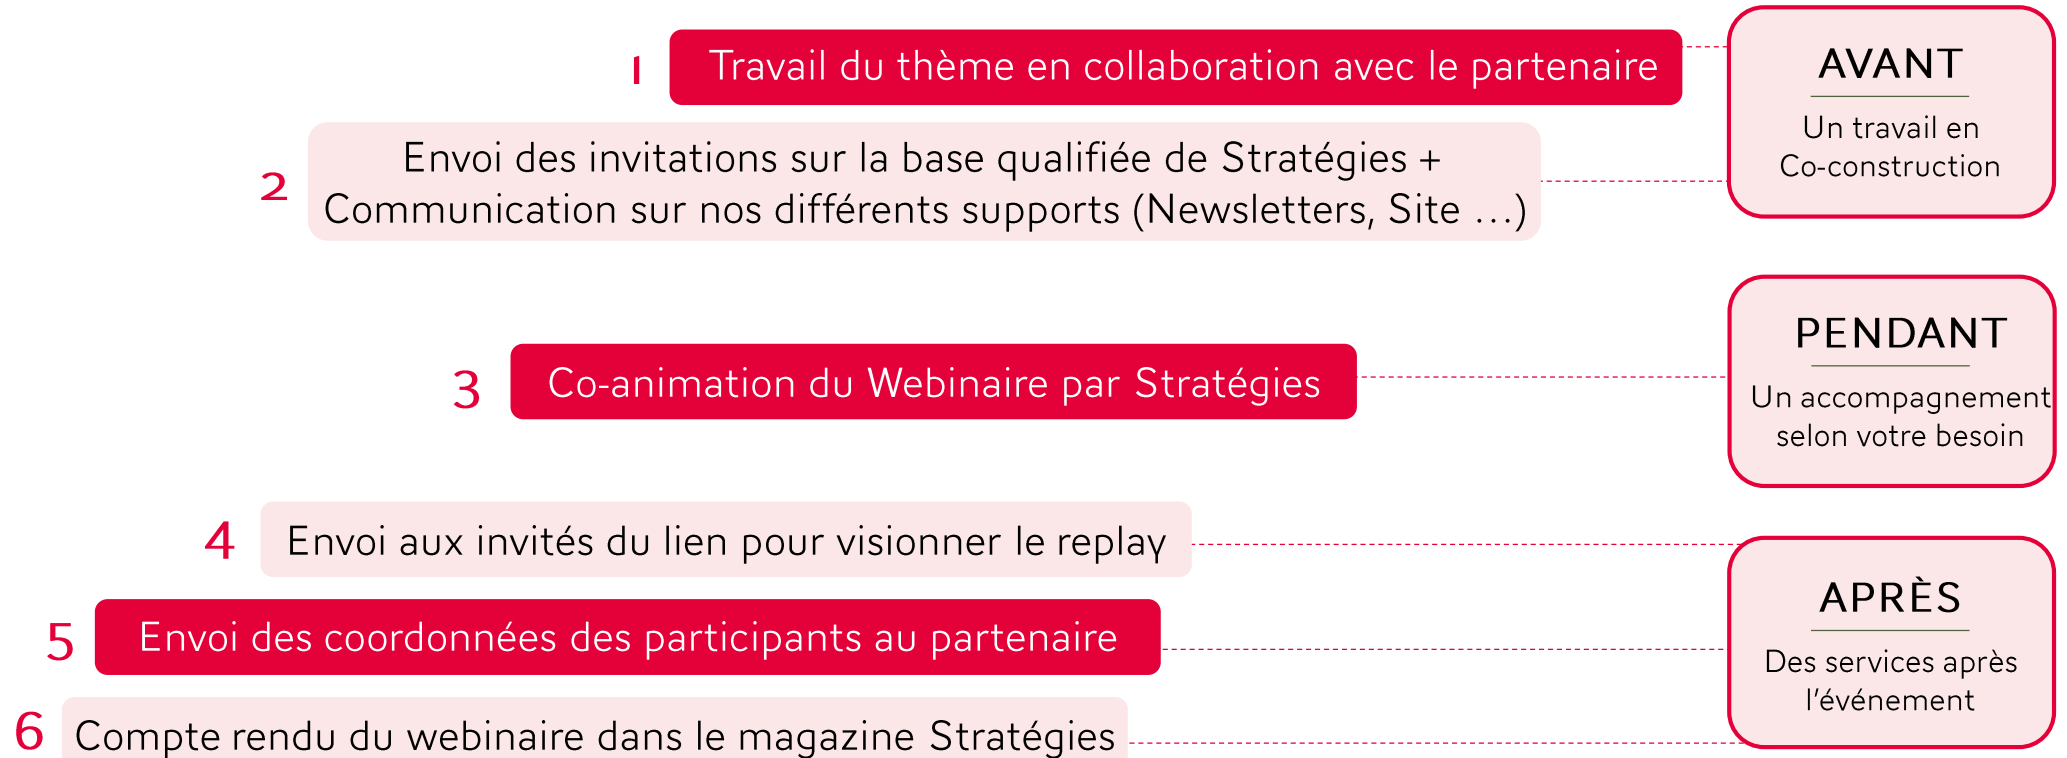 1 Travail du thème en collaboration avec le partenaire
2 Envoi des invitations sur la base qualifiée de Stratégies +
Communication sur nos différents supports (Newsletters, Site ...)
AVANT
Un travail en
Co-construction
3 Co-animation du Webinaire par Stratégies
PENDANT
Un accompagnement
selon votre besoin
4 Envoi aux invités du lien pour visionner le replay
5 Envoi des coordonnées des participants au partenaire
6 Compte rendu du webinaire dans le magazine Stratégies
APRÈS
Des services après
l'événement